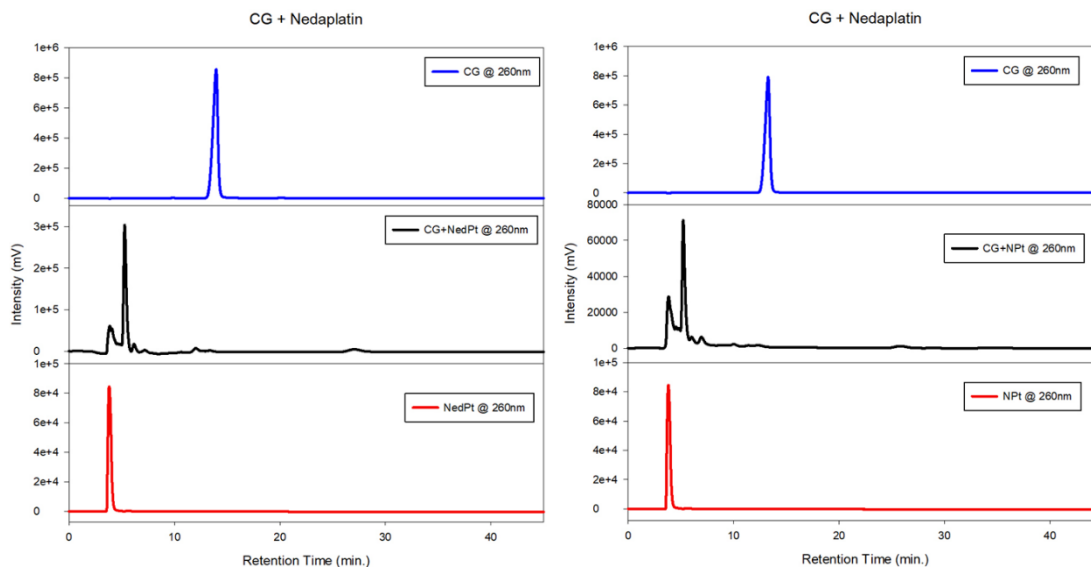 CG + Nedaplatin
1e+6
8e+5
6e+5
4e+5
2e+5
0
CG @ 260nm
3e+5
2e+5
1e+5
0
CG+NedPt @ 260nm
Intensity (mV)
1e+5
8e+4
6e+4
4e+4
2e+4
0
NedPt @ 260nm
0 10 20 30 40
Retention Time (min.)
CG + Nedaplatin
1e+6
8e+5
6e+5
4e+5
2e+5
0
CG @ 260nm
80000
60000
40000
20000
0
CG+NPt @ 260nm
Intensity (mV)
1e+5
8e+4
6e+4
4e+4
2e+4
0
NPt @ 260nm
0 10 20 30 40
Retention Time (min.)